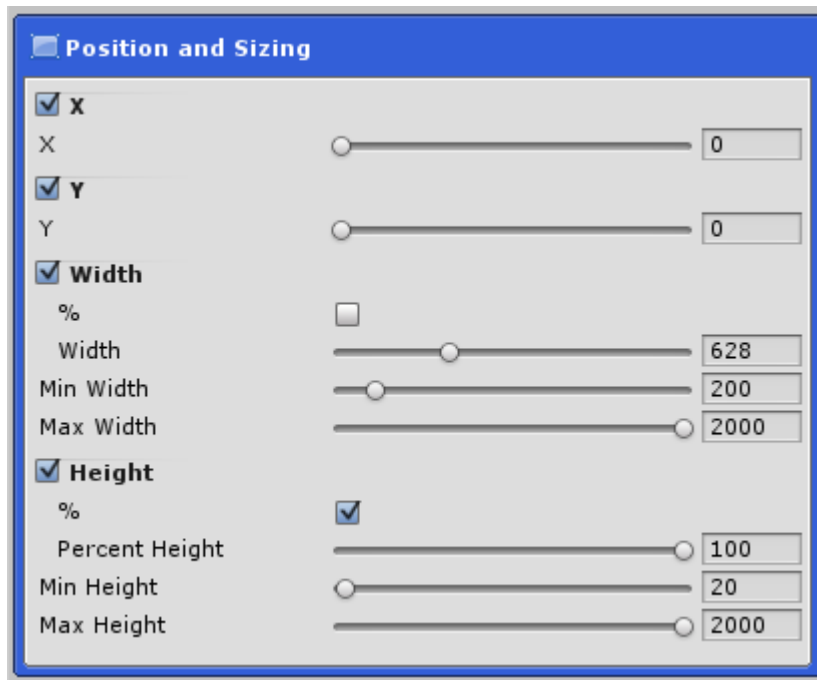 Position and Sizing
X
X 0
Y
Y 0
Width
%
Width 628
Min Width 200
Max Width 2000
Height
%
Percent Height 100
Min Height 20
Max Height 2000